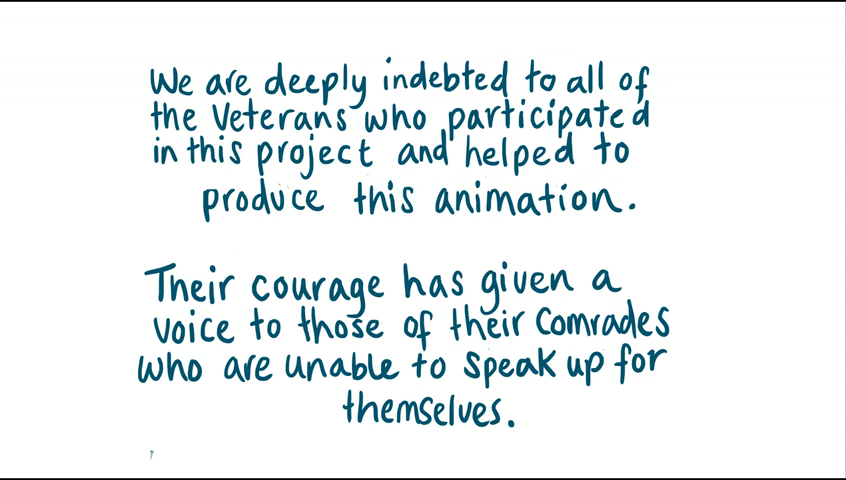 We are deeply indebted to all of
the Veterans who participated
in this project and helped to
produce this animation.
Their courage has given a
voice to those of their Comrades
who are unable to speak up for
themselves.